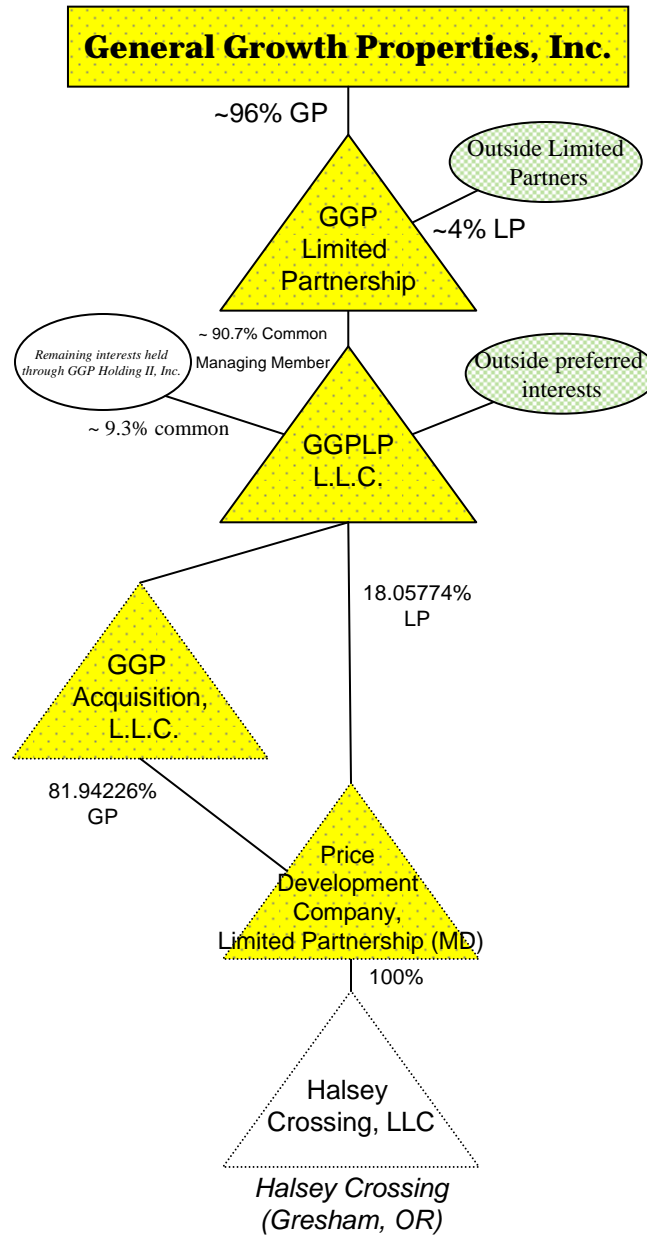 General Growth Properties, Inc.
~96% GP
Outside Limited
Partners
GGP
Limited
Partnership
~4% LP
~ 90.7% Common
Managing Member
Remaining interests held
through GGP Holding II, Inc.
Outside preferred
interests
~ 9.3% common
GGPLP
L.L.C.
18.05774%
LP
GGP
Acquisition,
L.L.C.
81.94226%
GP
Price
Development
Company,
Limited Partnership (MD)
100%
Halsey
Crossing, LLC
Halsey Crossing
(Gresham, OR)